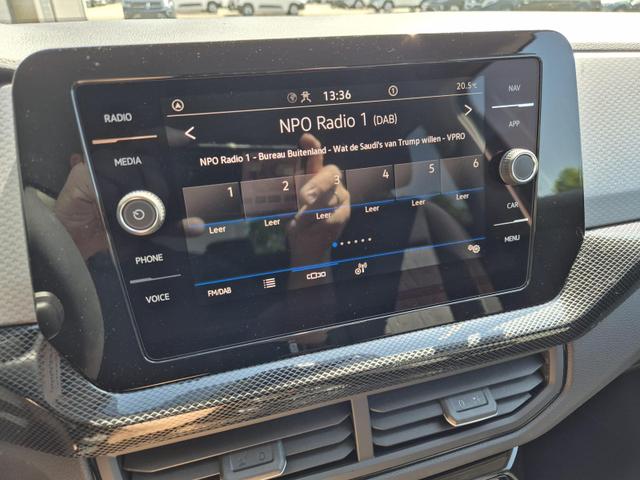 13:36
20.5°C
RADIO
MEDIA
PHONE
VOICE
NAV
APP
CAR
MENU
NPO Radio 1 (DAB)
NPO Radio 1 - Bureau Buitenland - Wat de Saudi's van Trump willen - VPRO
1 2 3 4 5 6
Leer Leer Leer Leer Leer Leer
FM/DAB